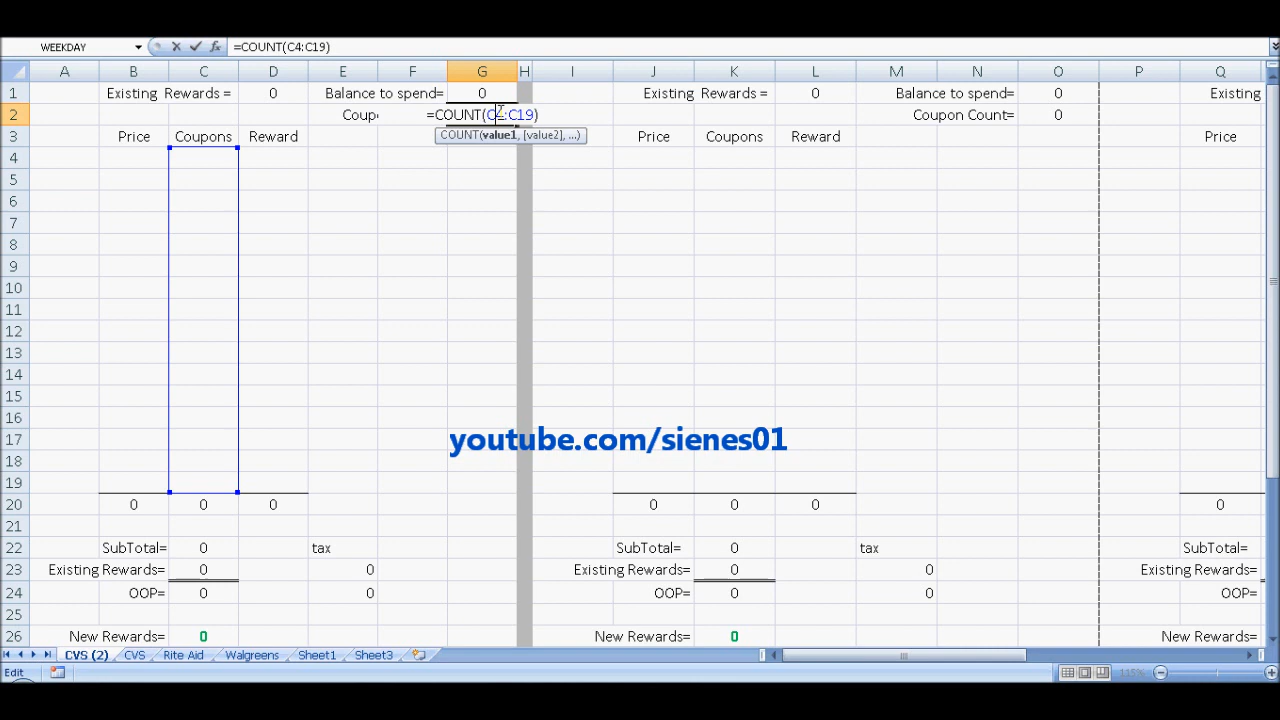 WEEKDAY =COUNT(C4:C19)
A B C D E F G H I J K L M N O P Q
1 Existing Rewards = 0 Balance to spend= 0 Existing Rewards = 0 Balance to spend= 0 Existing
2 Coup =COUNT(C4:C19) Coupon Count= 0
3 Price Coupons Reward COUNT(value1, [value2], ...) Price Coupons Reward Price
4
5
6
7
8
9
10
11
12
13
14
15
16
17
youtube.com/sienes01
18
19
20 0 0 0 0 0 0 0
21
22 SubTotal= 0 tax SubTotal= 0 tax SubTotal=
23 Existing Rewards= 0 0 Existing Rewards= 0 0 Existing Rewards=
24 OOP= 0 0 OOP= 0 0 OOP=
25
26 New Rewards= 0 New Rewards= 0 New Rewards=
CVS (2) CVS Rite Aid Walgreens Sheet1 Sheet3
Edit 115%